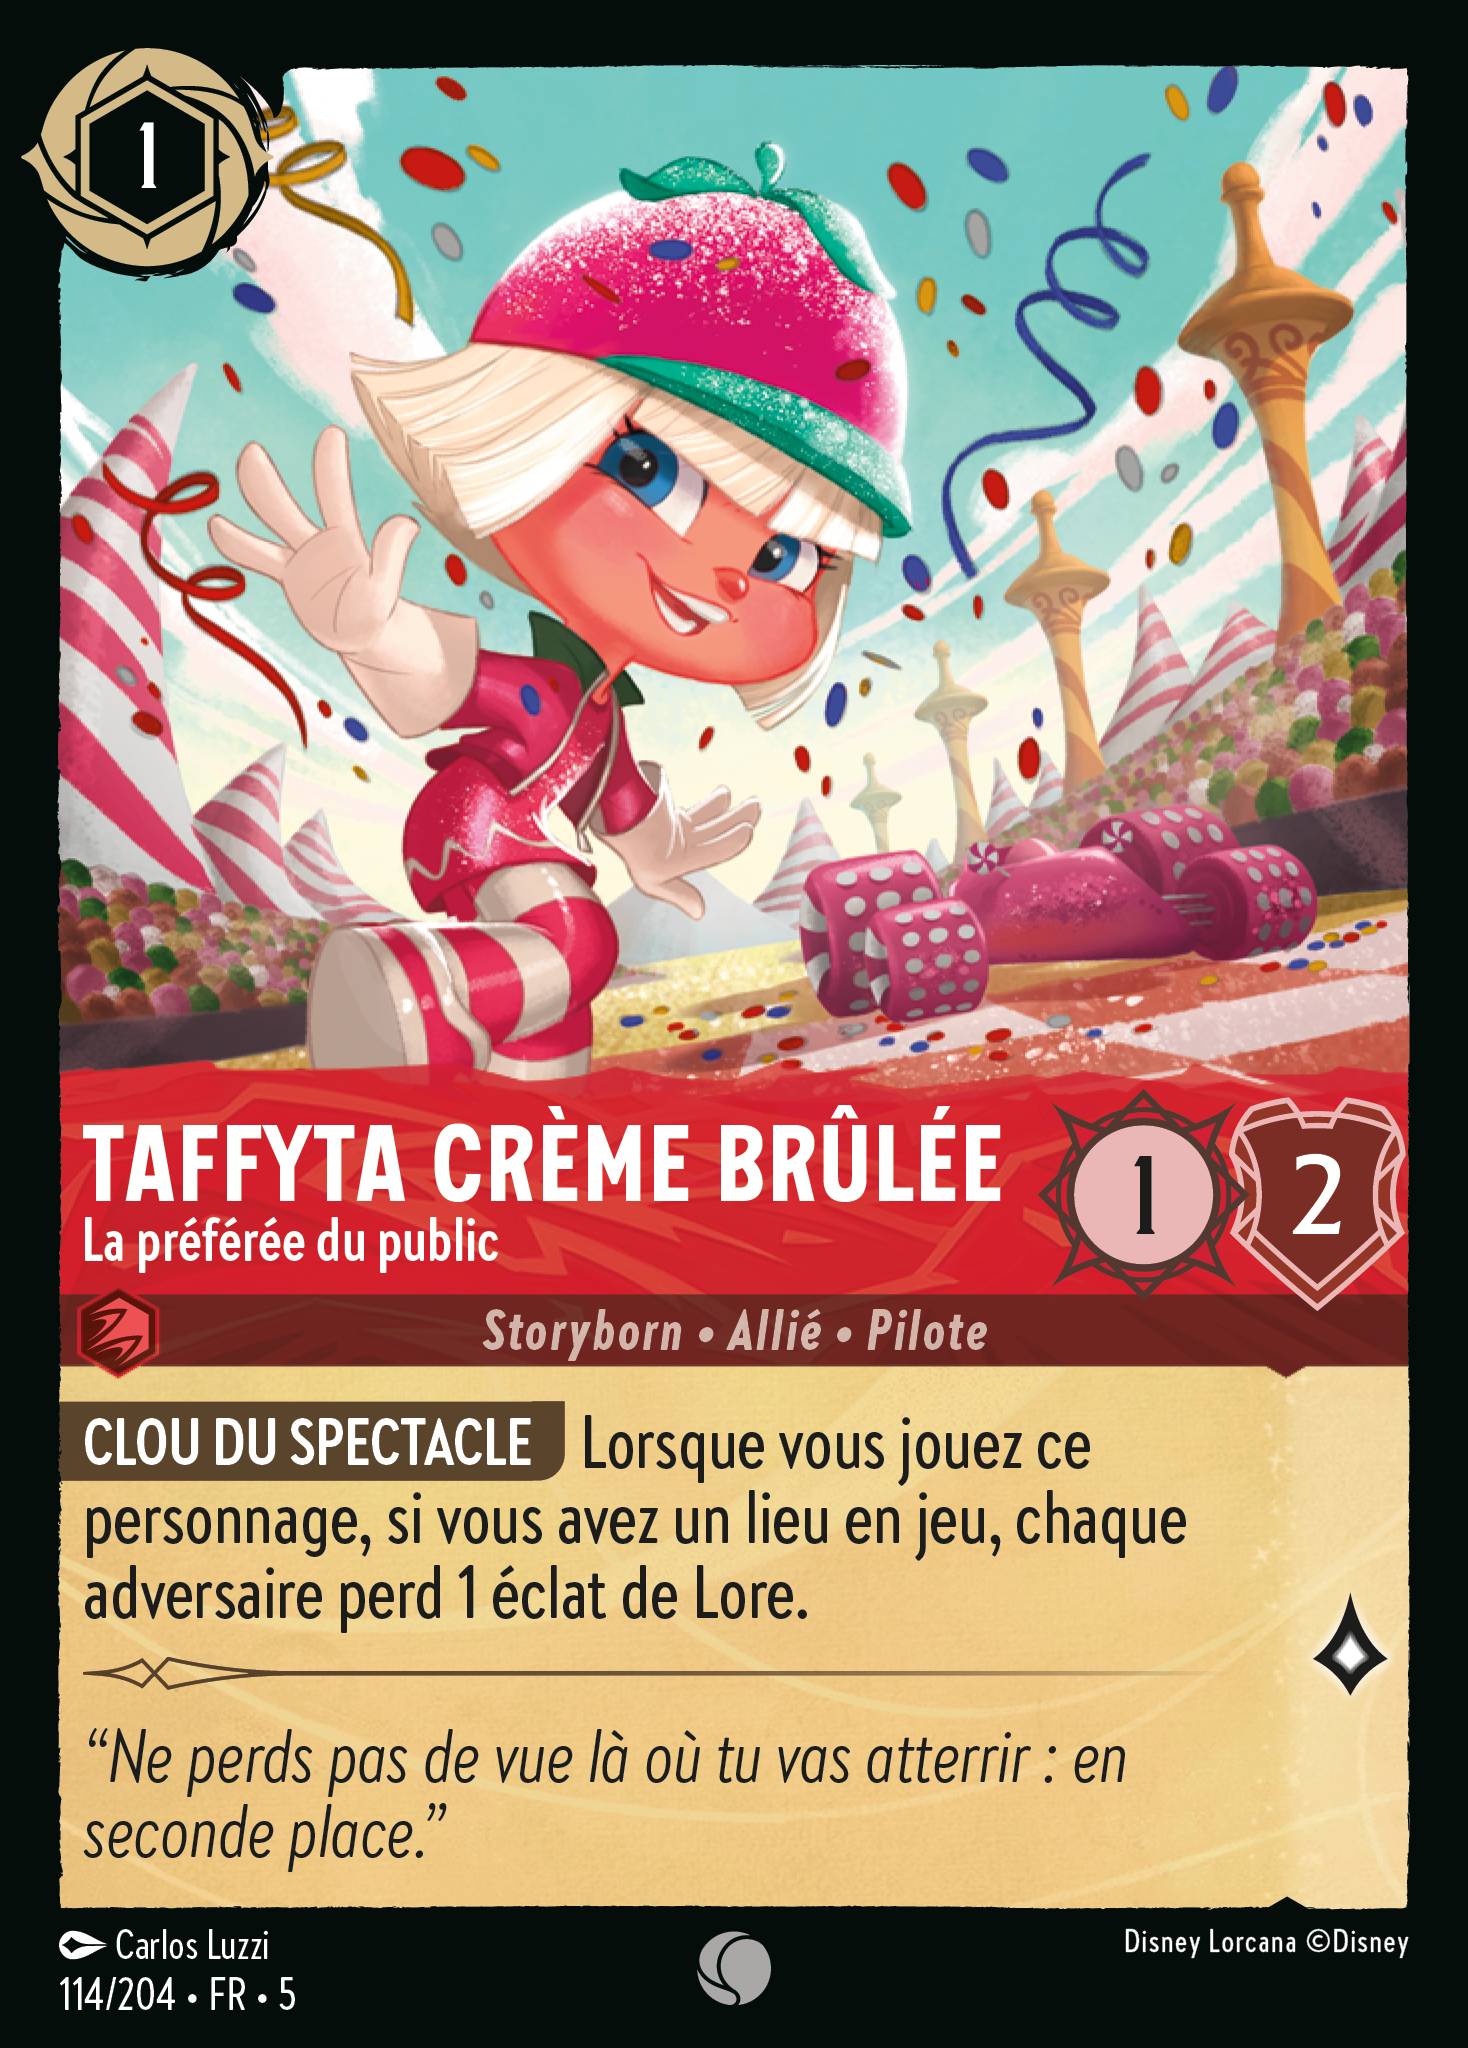 1
TAFFYTA CRÈME BRÛLÉE
1
2
La préférée du public
Storyborn • Allié • Pilote
CLOU DU SPECTACLE Lorsque vous jouez ce
personnage, si vous avez un lieu en jeu, chaque
adversaire perd 1 éclat de Lore.
“Ne perds pas de vue là où tu vas atterrir : en
seconde place.”
Carlos Luzzi
Disney Lorcana ©Disney
114/204 • FR • 5